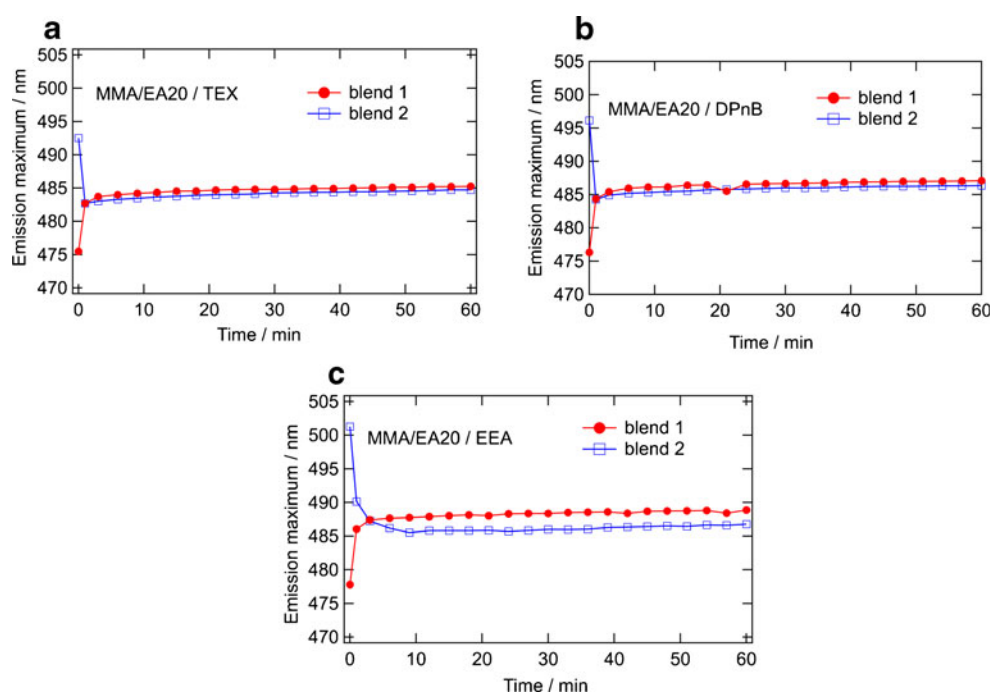 a
505
500
495
490
485
480
475
470
Emission maximum / nm
MMA/EA20 / TEX
blend 1
blend 2
0 10 20 30 40 50 60
Time / min
b
505
500
495
490
485
480
475
470
Emission maximum / nm
MMA/EA20 / DPnB
blend 1
blend 2
0 10 20 30 40 50 60
Time / min
c
505
500
495
490
485
480
475
470
Emission maximum / nm
MMA/EA20 / EEA
blend 1
blend 2
0 10 20 30 40 50 60
Time / min